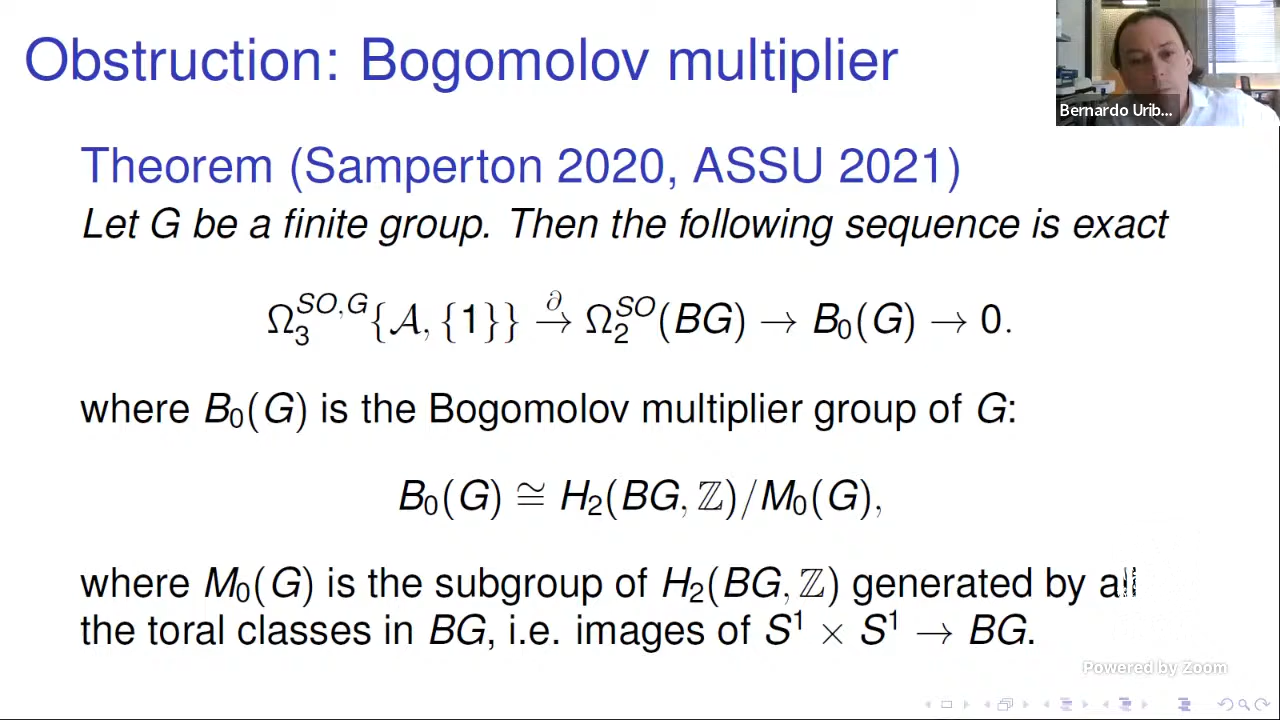 Obstruction: Bogomolov multiplier
Bernardo Urib...
Theorem (Samperton 2020, ASSU 2021)
Let G be a finite group. Then the following sequence is exact
Ω₃^{SO,G}{𝒜, {1}} →^∂ Ω₂^{SO}(BG) → B₀(G) → 0.
where B₀(G) is the Bogomolov multiplier group of G:
B₀(G) ≅ H₂(BG, ℤ)/M₀(G),
where M₀(G) is the subgroup of H₂(BG, ℤ) generated by all
the toral classes in BG, i.e. images of S¹ × S¹ → BG.
Powered by Zoom